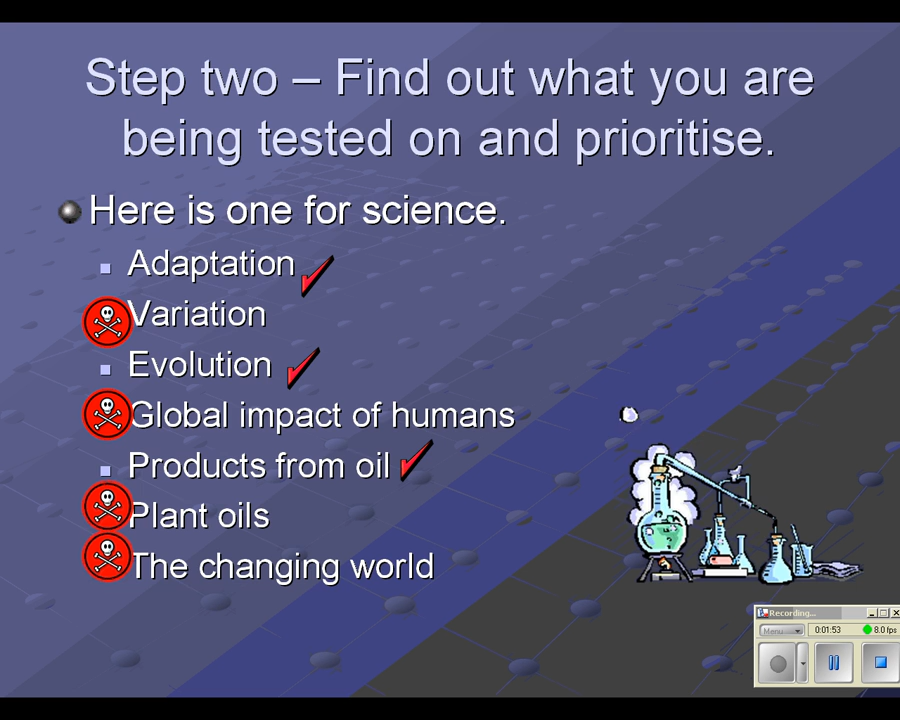 Step two – Find out what you are
being tested on and prioritise.
Here is one for science.
Adaptation
Variation
Evolution
Global impact of humans
Products from oil
Plant oils
The changing world
Recording...
Menu
0:01:53
8.0 fps